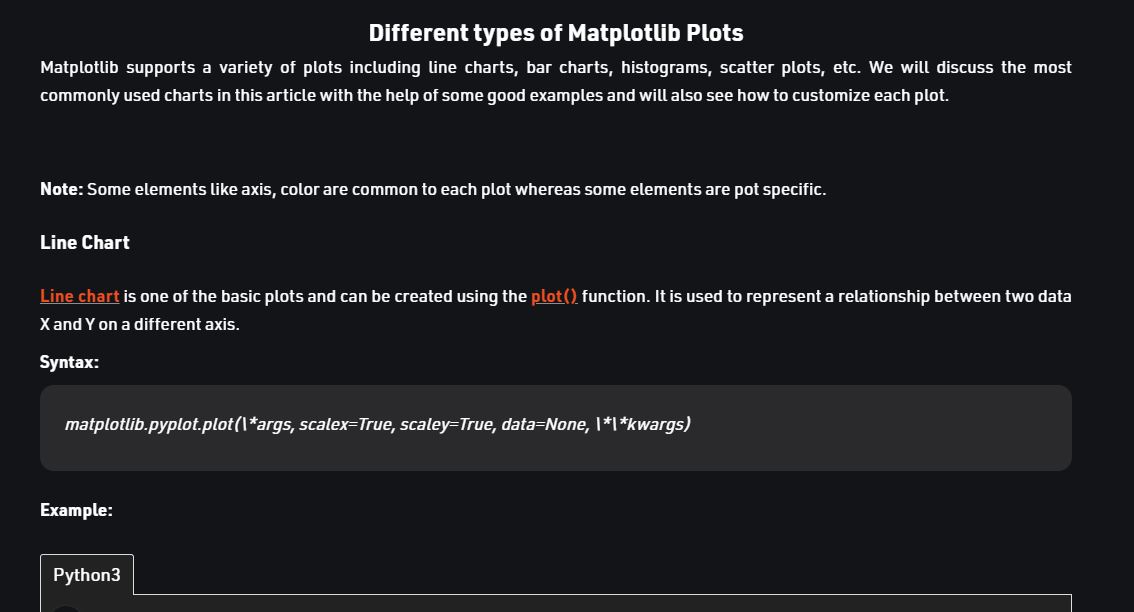 Different types of Matplotlib Plots
Matplotlib supports a variety of plots including line charts, bar charts, histograms, scatter plots, etc. We will discuss the most
commonly used charts in this article with the help of some good examples and will also see how to customize each plot.
Note: Some elements like axis, color are common to each plot whereas some elements are pot specific.
Line Chart
Line chart is one of the basic plots and can be created using the plot() function. It is used to represent a relationship between two data
X and Y on a different axis.
Syntax:
matplotlib.pyplot.plot(\*args, scalex=True, scaley=True, data=None, \*\*kwargs)
Example:
Python3